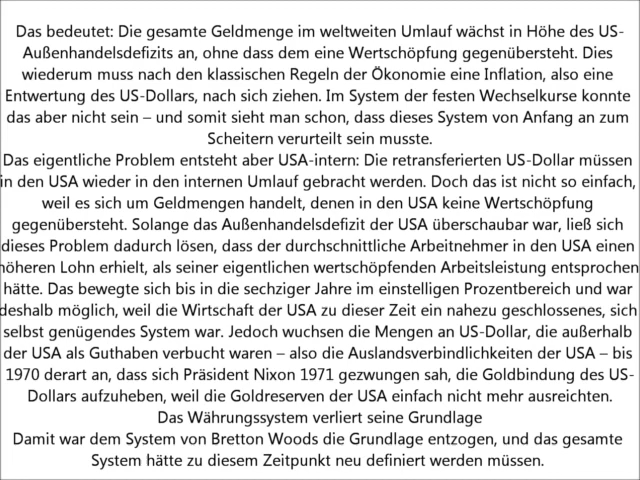 Das bedeutet: Die gesamte Geldmenge im weltweiten Umlauf wächst in Höhe des US-
Außenhandelsdefizits an, ohne dass dem eine Wertschöpfung gegenübersteht. Dies
wiederum muss nach den klassischen Regeln der Ökonomie eine Inflation, also eine
Entwertung des US-Dollars, nach sich ziehen. Im System der festen Wechselkurse konnte
das aber nicht sein – und somit sieht man schon, dass dieses System von Anfang an zum
Scheitern verurteilt sein musste.
Das eigentliche Problem entsteht aber USA-intern: Die retransferierten US-Dollar müssen
in den USA wieder in den internen Umlauf gebracht werden. Doch das ist nicht so einfach,
weil es sich um Geldmengen handelt, denen in den USA keine Wertschöpfung
gegenübersteht. Solange das Außenhandelsdefizit der USA überschaubar war, ließ sich
dieses Problem dadurch lösen, dass der durchschnittliche Arbeitnehmer in den USA einen
höheren Lohn erhielt, als seiner eigentlichen wertschöpfenden Arbeitsleistung entsprochen
hätte. Das bewegte sich bis in die sechziger Jahre im einstelligen Prozentbereich und war
deshalb möglich, weil die Wirtschaft der USA zu dieser Zeit ein nahezu geschlossenes, sich
selbst genügendes System war. Jedoch wuchsen die Mengen an US-Dollar, die außerhalb
der USA als Guthaben verbucht waren – also die Auslandsverbindlichkeiten der USA – bis
1970 derart an, dass sich Präsident Nixon 1971 gezwungen sah, die Goldbindung des US-
Dollars aufzuheben, weil die Goldreserven der USA einfach nicht mehr ausreichten.
Das Währungssystem verliert seine Grundlage
Damit war dem System von Bretton Woods die Grundlage entzogen, und das gesamte
System hätte zu diesem Zeitpunkt neu definiert werden müssen.